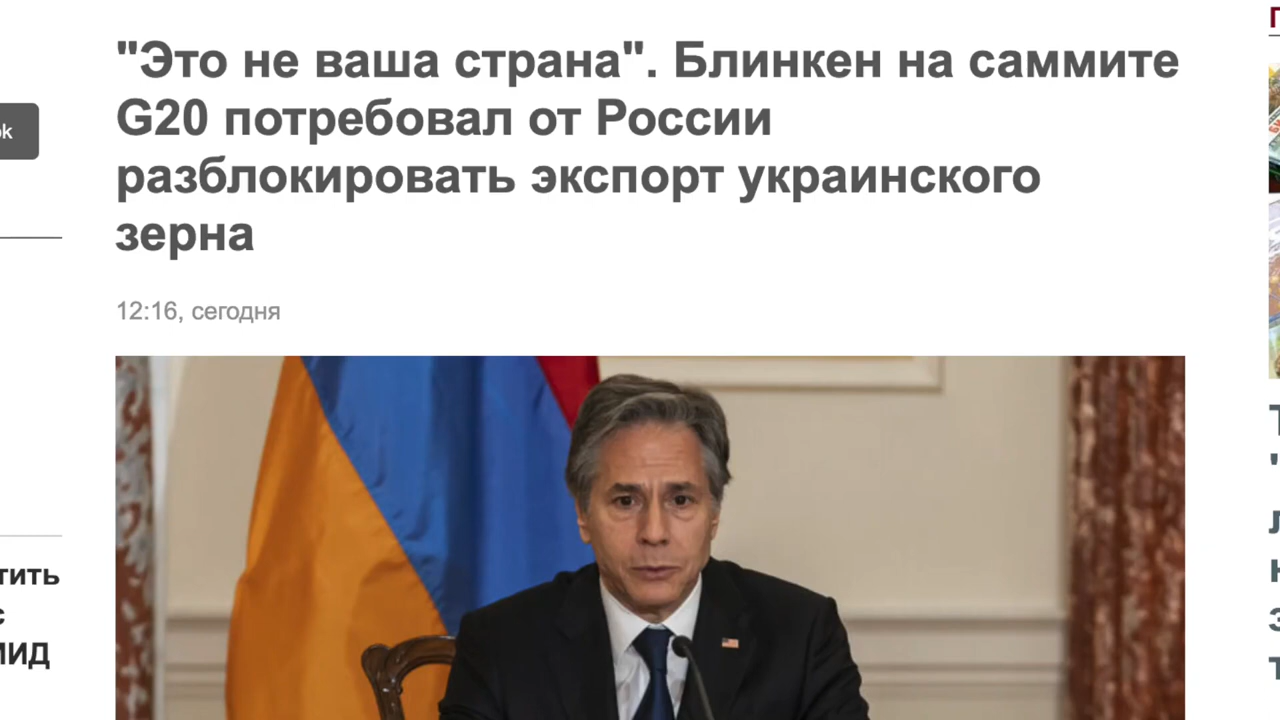 "Это не ваша страна". Блинкен на саммите
G20 потребовал от России
разблокировать экспорт украинского
зерна
12:16, сегодня